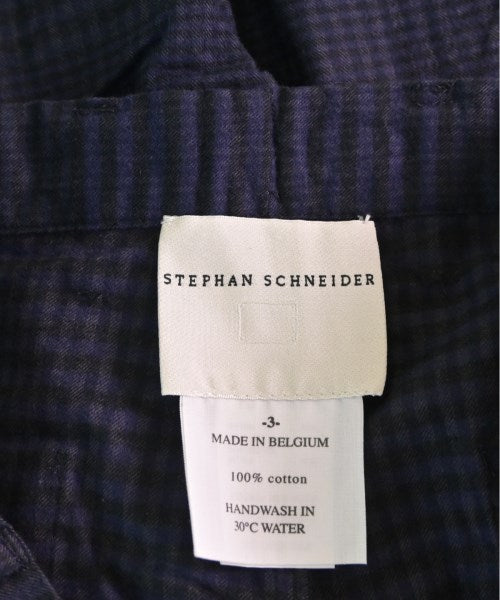 STEPHAN SCHNEIDER
-3-
MADE IN BELGIUM
100% cotton
HANDWASH IN
30°C WATER